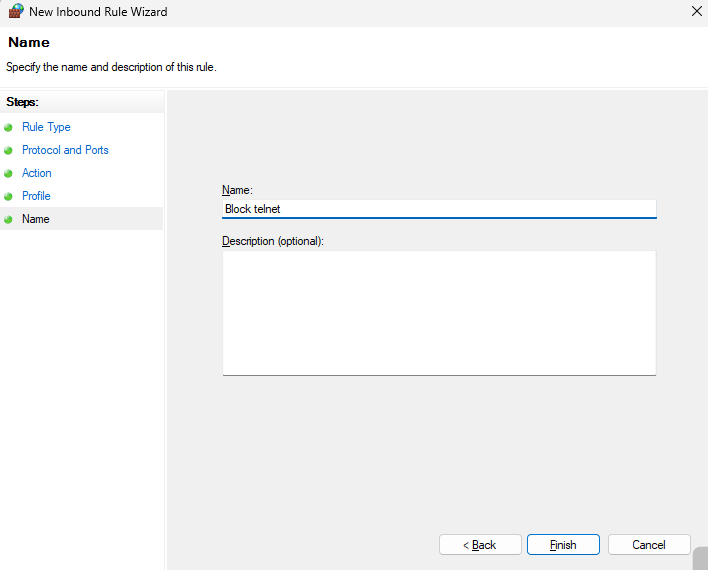 New Inbound Rule Wizard
Name
Specify the name and description of this rule.
Steps:
Rule Type
Protocol and Ports
Action
Profile
Name
Name:
Block telnet
Description (optional):
< Back
Finish
Cancel